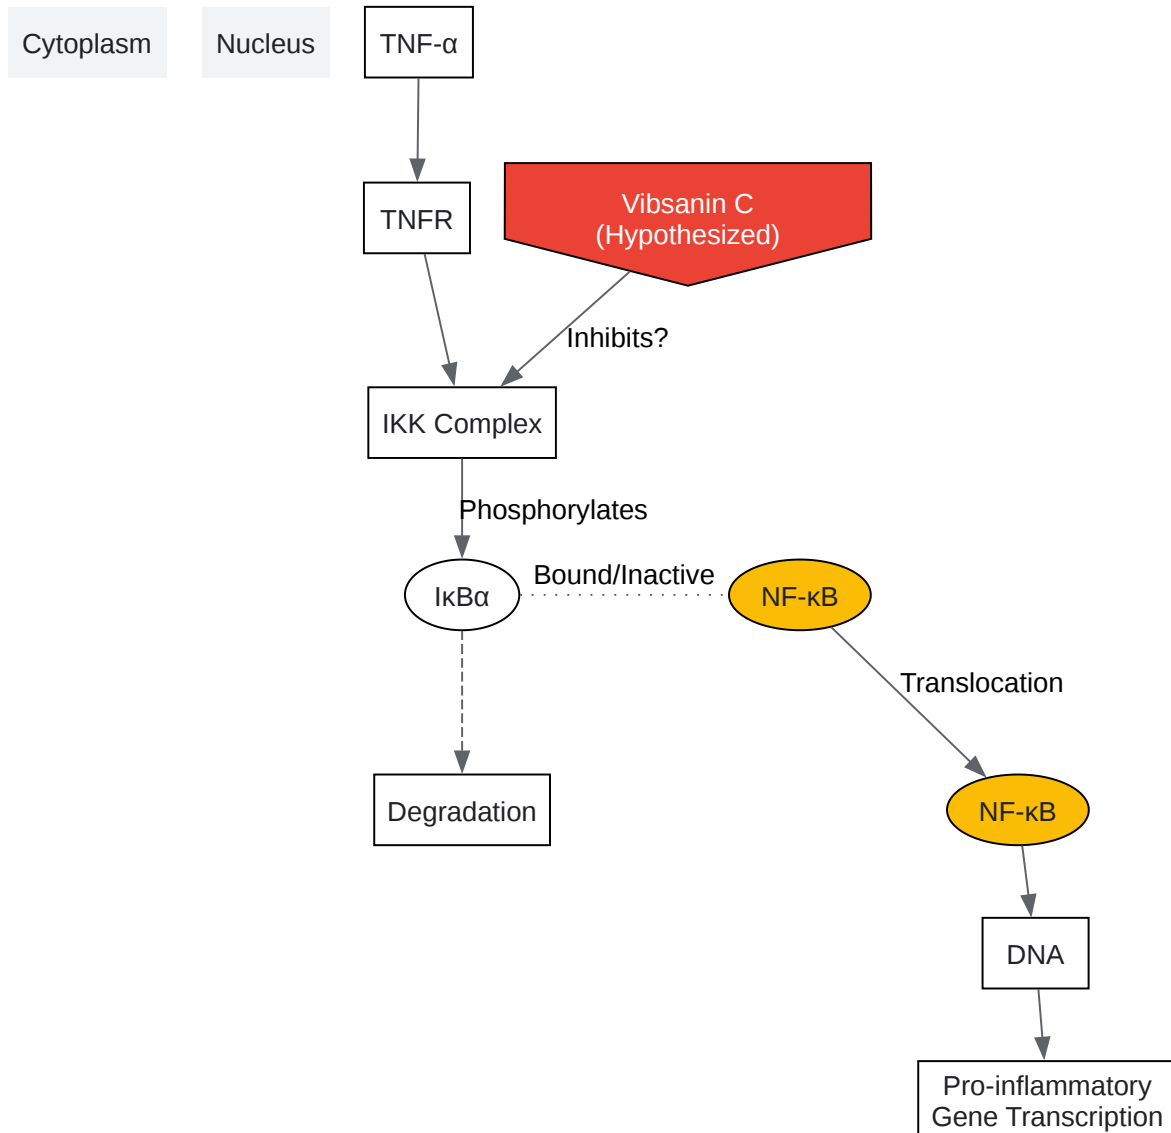 Cytoplasm
Nucleus
TNF-α
TNFR
Vibsanin C
(Hypothesized)
Inhibits?
IKK Complex
Phosphorylates
Bound/Inactive
IκBα
NF-κB
Translocation
Degradation
NF-κB
DNA
Pro-inflammatory
Gene Transcription